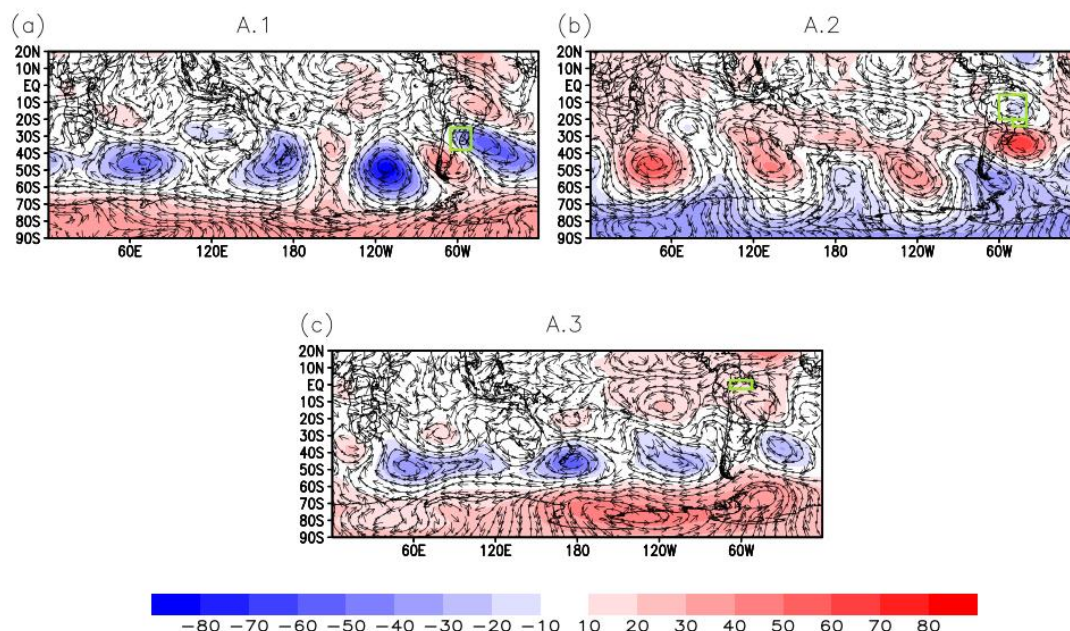 (a) A.1
20N
10N
EQ
10S
20S
30S
40S
50S
60S
70S
80S
90S
60E 120E 180 120W 60W
(b) A.2
20N
10N
EQ
10S
20S
30S
40S
50S
60S
70S
80S
90S
60E 120E 180 120W 60W
(c) A.3
20N
10N
EQ
10S
20S
30S
40S
50S
60S
70S
80S
90S
60E 120E 180 120W 60W
-80 -70 -60 -50 -40 -30 -20 -10 10 20 30 40 50 60 70 80